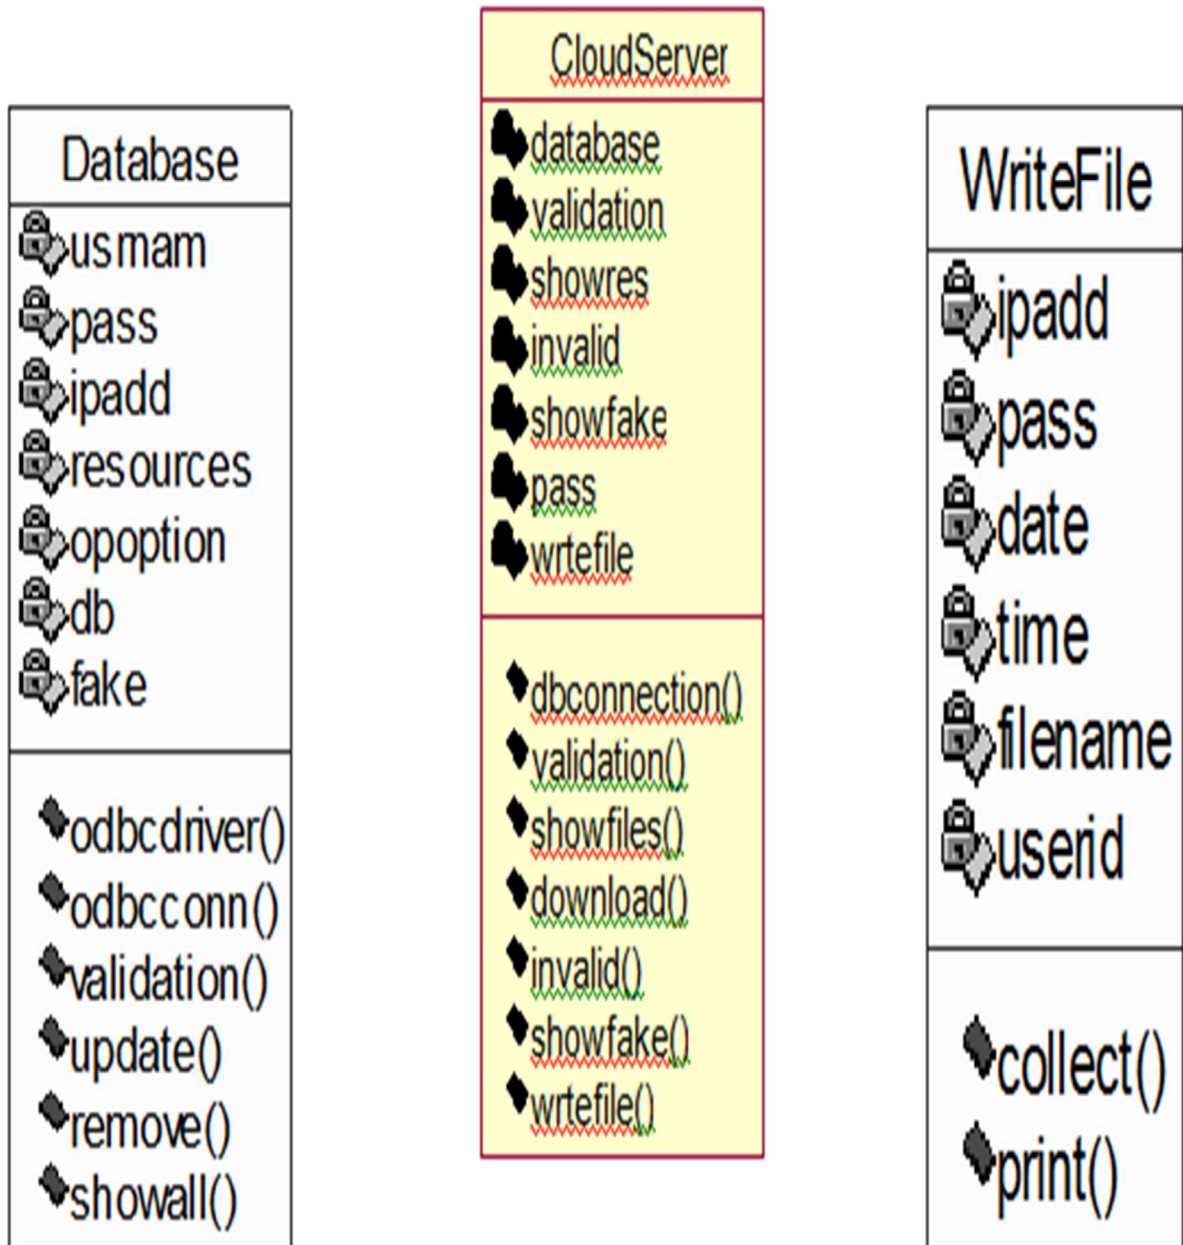 Database
usmam
pass
ipadd
resources
opoption
db
fake
odbcdriver()
odbcconn()
validation()
update()
remove()
showall()
CloudServer
database
validation
showres
invalid
showfake
pass
wrtefile
dbconnection()
validation()
showfiles()
download()
invalid()
showfake()
wrtefile()
WriteFile
ipadd
pass
date
time
filename
userid
collect()
print()